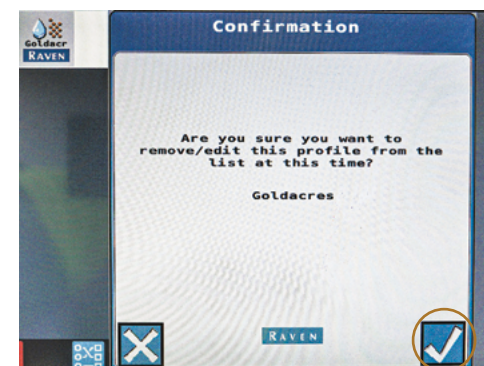 Goldacr
RAVEN
Confirmation
Are you sure you want to
remove/edit this profile from the
list at this time?
Goldacres
RAVEN